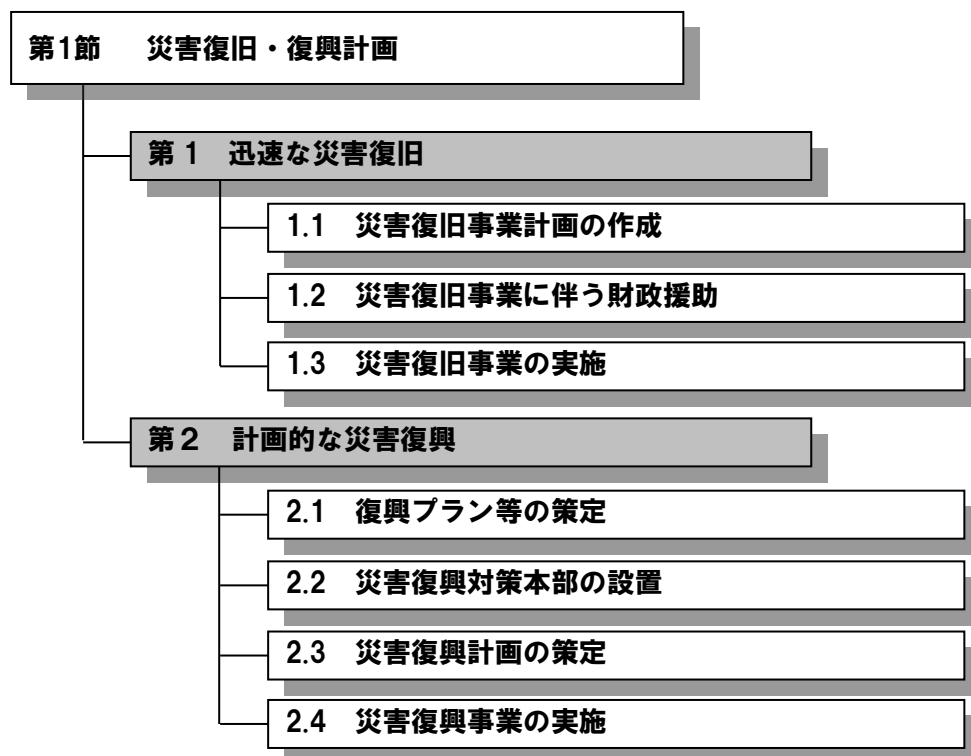 第1節　災害復旧・復興計画
第１　迅速な災害復旧
1.1　災害復旧事業計画の作成
1.2　災害復旧事業に伴う財政援助
1.3　災害復旧事業の実施
第２　計画的な災害復興
2.1　復興プラン等の策定
2.2　災害復興対策本部の設置
2.3　災害復興計画の策定
2.4　災害復興事業の実施